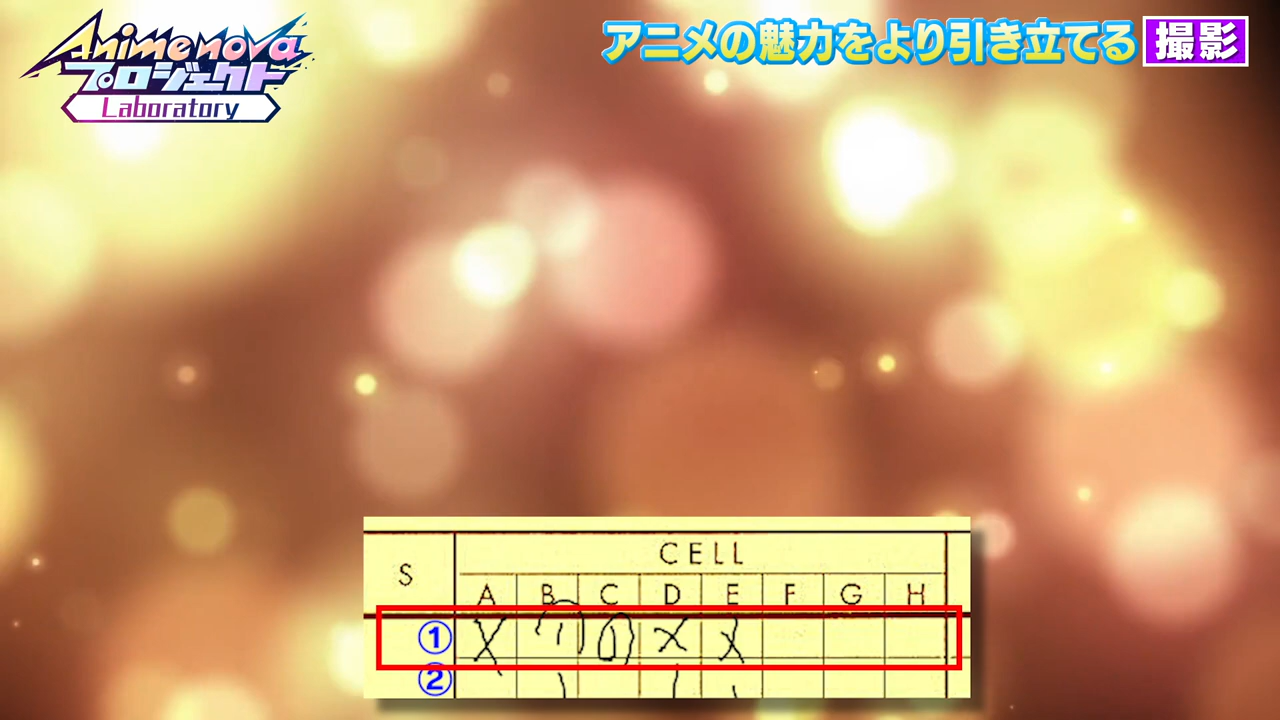 Animenova
プロジェクト
Laboratory
アニメの魅力をより引き立てる 撮影
S CELL
A B C D E F G H
① X ① X X
②